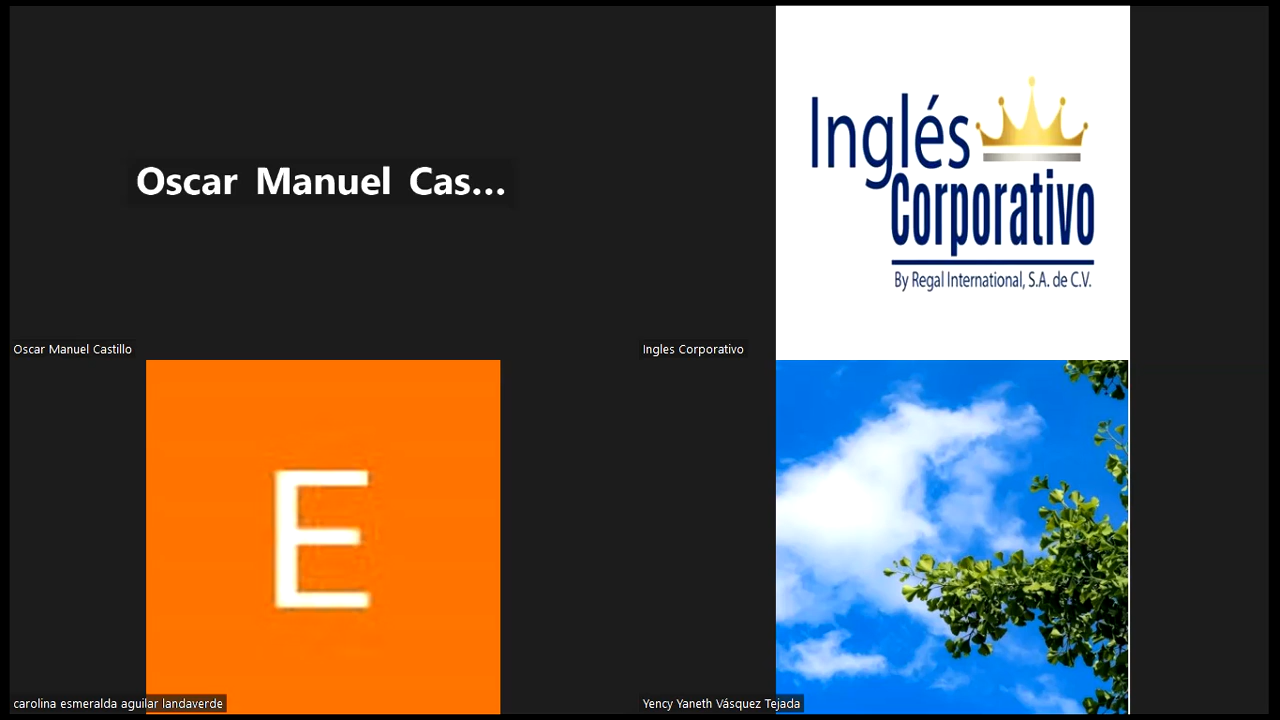 Oscar Manuel Cas...
Oscar Manuel Castillo
Inglés
Corporativo
By Regal International, S.A. de C.V.
Ingles Corporativo
E
carolina esmeralda aguilar landaverde
Yency Yaneth Vásquez Tejada